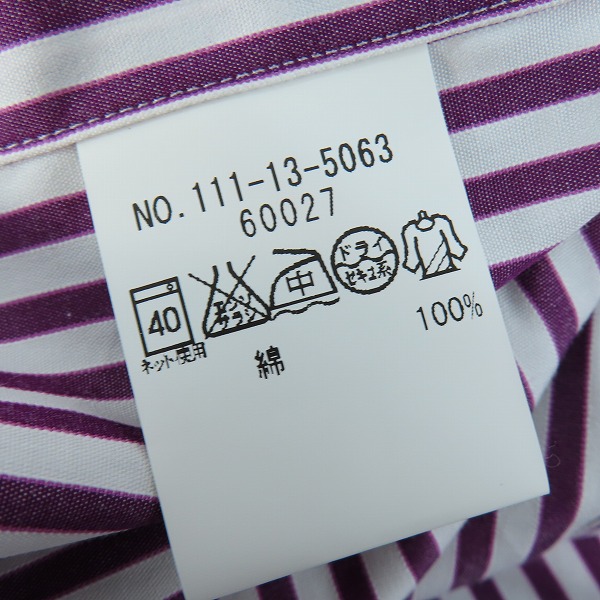 NO.111-13-5063
60027
40
ネット使用
エンソ
サラシ
中
ドライ
セキユ系
綿 100%